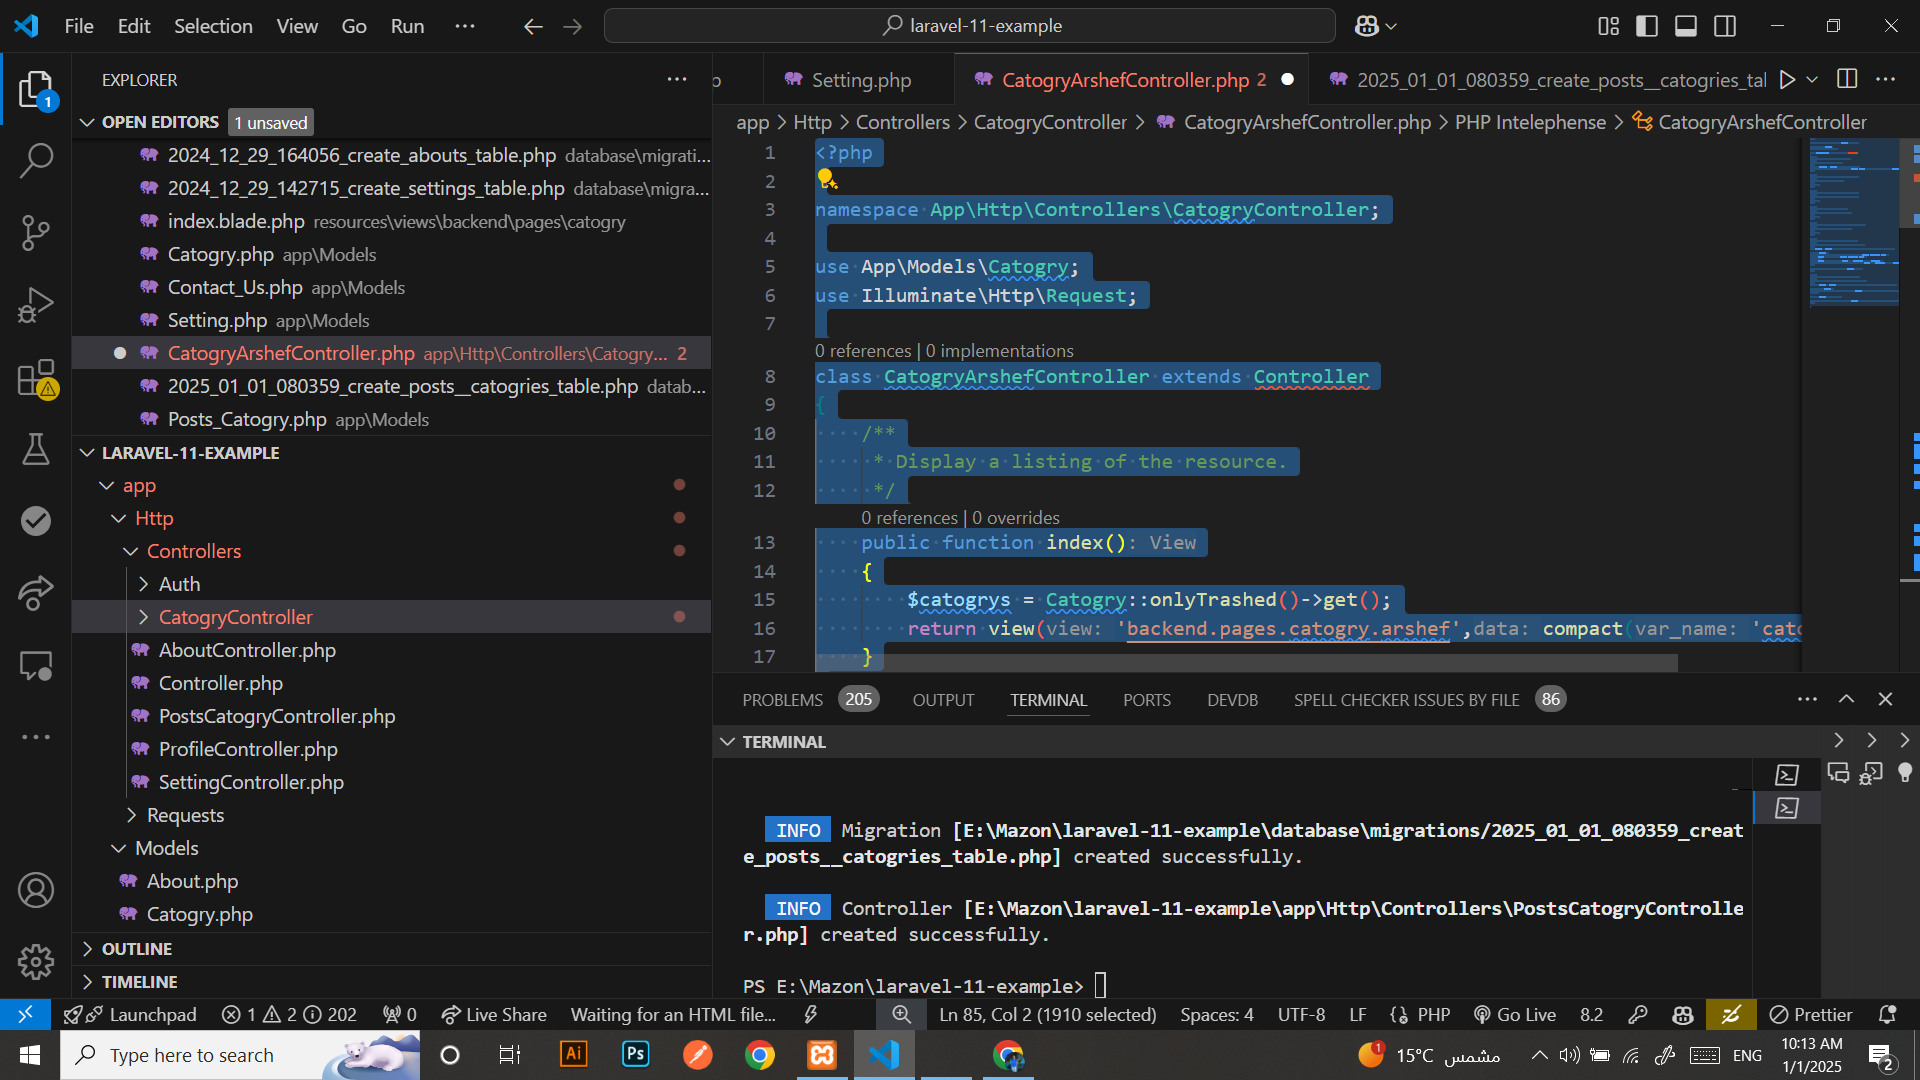 File Edit Selection View Go Run ··· laravel-11-example
EXPLORER
OPEN EDITORS 1 unsaved
2024_12_29_164056_create_abouts_table.php database\migrati...
2024_12_29_142715_create_settings_table.php database\migra...
index.blade.php resources\views\backend\pages\catogry
Catogry.php app\Models
Contact_Us.php app\Models
Setting.php app\Models
CatogryArshefController.php app\Http\Controllers\Catogry... 2
2025_01_01_080359_create_posts__catogries_table.php datab...
Posts_Catogry.php app\Models
LARAVEL-11-EXAMPLE
app
Http
Controllers
Auth
CatogryController
AboutController.php
Controller.php
PostsCatogryController.php
ProfileController.php
SettingController.php
Requests
Models
About.php
Catogry.php
OUTLINE
TIMELINE
1
Setting.php CatogryArshefController.php 2 2025_01_01_080359_create_posts__catogries_tal
app > Http > Controllers > CatogryController > CatogryArshefController.php > PHP Intelephense > CatogryArshefController
1 <?php
2
3 namespace App\Http\Controllers\CatogryController;
4
5 use App\Models\Catogry;
6 use Illuminate\Http\Request;
7
0 references | 0 implementations
8 class CatogryArshefController extends Controller
9 {
10 /**
11 * Display a listing of the resource.
12 */
0 references | 0 overrides
13 public function index(): View
14 {
15 $catogrys = Catogry::onlyTrashed()->get();
16 return view(view: 'backend.pages.catogry.arshef',data: compact(var_name: 'cato
17 }
PROBLEMS 205 OUTPUT TERMINAL PORTS DEVDB SPELL CHECKER ISSUES BY FILE 86
TERMINAL
INFO Migration [E:\Mazon\laravel-11-example\database\migrations/2025_01_01_080359_creat
e_posts__catogries_table.php] created successfully.
INFO Controller [E:\Mazon\laravel-11-example\app\Http\Controllers\PostsCatogryControlle
r.php] created successfully.
PS E:\Mazon\laravel-11-example>
Launchpad 1 2 202 0 Live Share Waiting for an HTML file... Ln 85, Col 2 (1910 selected) Spaces: 4 UTF-8 LF PHP Go Live 8.2 Prettier
Type here to search Ai Ps 1 15°C مشمس ENG 10:13 AM
1/1/2025 2